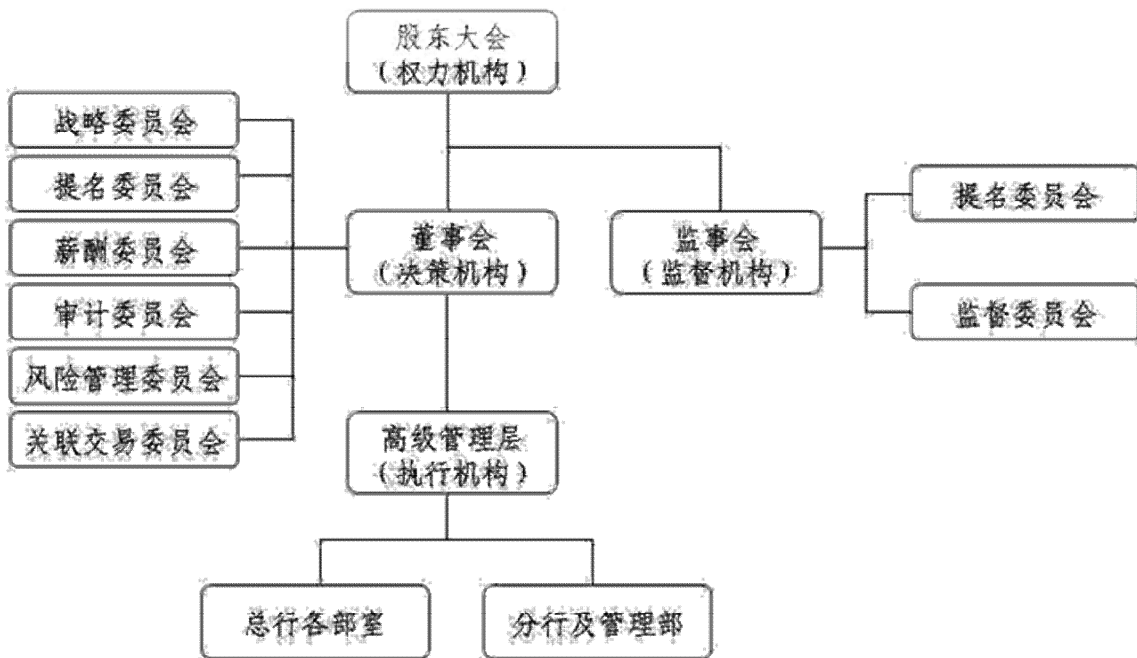 股东大会
（权力机构）
战略委员会
提名委员会
薪酬委员会
审计委员会
风险管理委员会
关联交易委员会
董事会
（决策机构）
监事会
（监督机构）
提名委员会
监督委员会
高级管理层
（执行机构）
总行各部室
分行及管理部